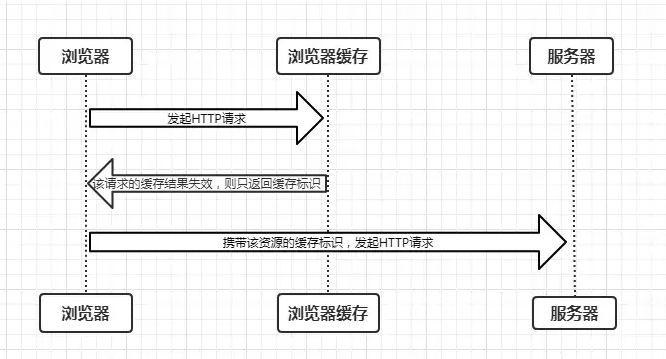 浏览器
浏览器缓存
服务器
发起HTTP请求
该请求的缓存结果失效，则只返回缓存标识
携带该资源的缓存标识，发起HTTP请求
浏览器
浏览器缓存
服务器